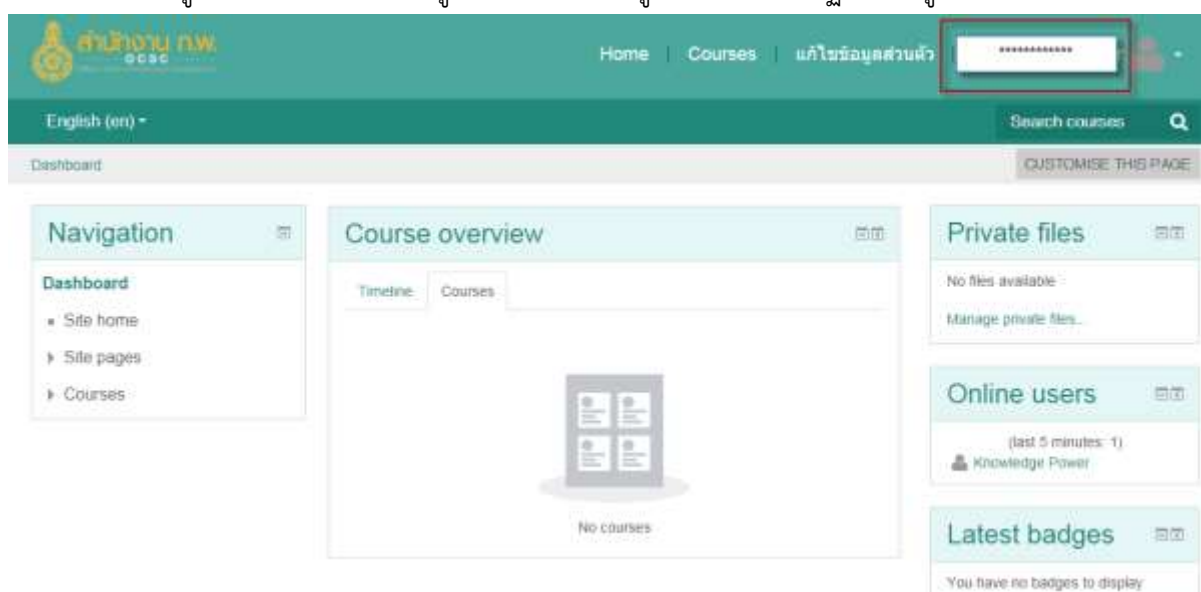 สำนักงาน ก.พ.
OCSC
Home
Courses
แก้ไขข้อมูลส่วนตัว
************
English (en)
Search courses
Dashboard
CUSTOMISE THIS PAGE
Navigation
Dashboard
Site home
Site pages
Courses
Course overview
Timeline
Courses
No courses
Private files
No files available
Manage private files...
Online users
(last 5 minutes: 1)
Knowledge Power
Latest badges
You have no badges to display